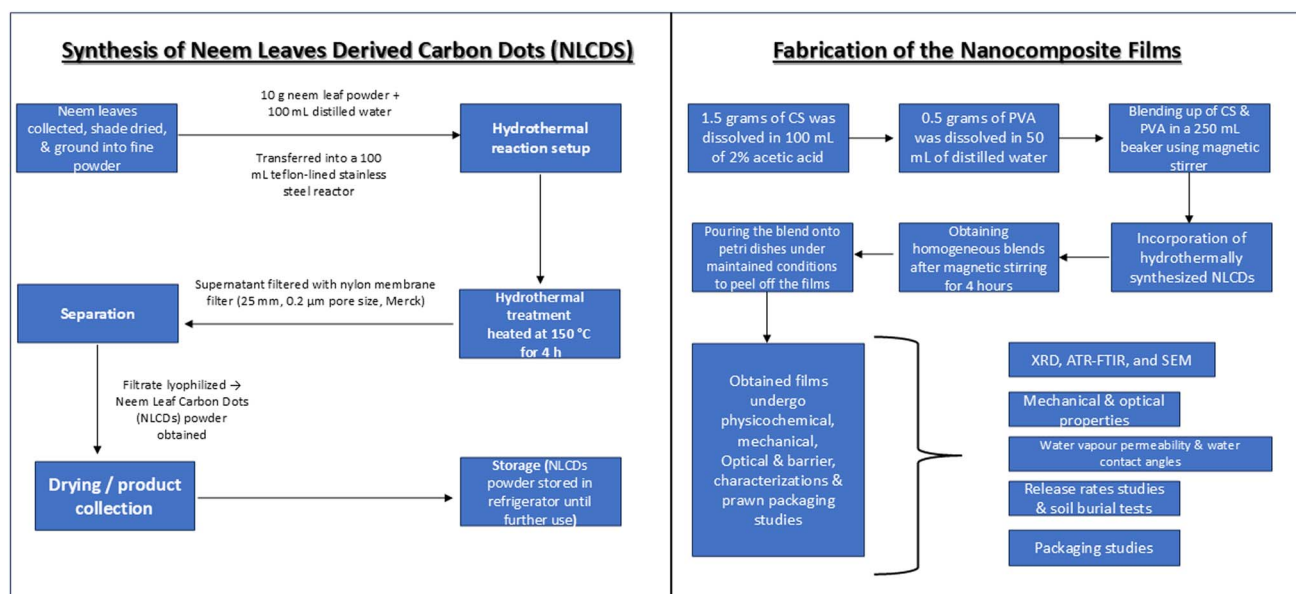 Synthesis of Neem Leaves Derived Carbon Dots (NLCDS)
Neem leaves
collected, shade dried,
& ground into fine
powder
10 g neem leaf powder +
100 mL distilled water
Transferred into a 100
mL teflon-lined stainless
steel reactor
Hydrothermal
reaction setup
Hydrothermal
treatment
heated at 150 °C
for 4 h
Supernatant filtered with nylon membrane
filter (25 mm, 0.2 µm pore size, Merck)
Separation
Filtrate lyophilized →
Neem Leaf Carbon Dots
(NLCDs) powder
obtained
Drying / product
collection
Storage (NLCDs
powder stored in
refrigerator until
further use)
Fabrication of the Nanocomposite Films
1.5 grams of CS was
dissolved in 100 mL
of 2% acetic acid
0.5 grams of PVA
was dissolved in 50
mL of distilled water
Blending up of CS &
PVA in a 250 mL
beaker using magnetic
stirrer
Incorporation of
hydrothermally
synthesized NLCDs
Obtaining
homogeneous blends
after magnetic stirring
for 4 hours
Pouring the blend onto
petri dishes under
maintained conditions
to peel off the films
Obtained films
undergo
physicochemical,
mechanical,
Optical & barrier,
characterizations &
prawn packaging
studies
XRD, ATR-FTIR, and SEM
Mechanical & optical
properties
Water vapour permeability & water
contact angles
Release rates studies
& soil burial tests
Packaging studies